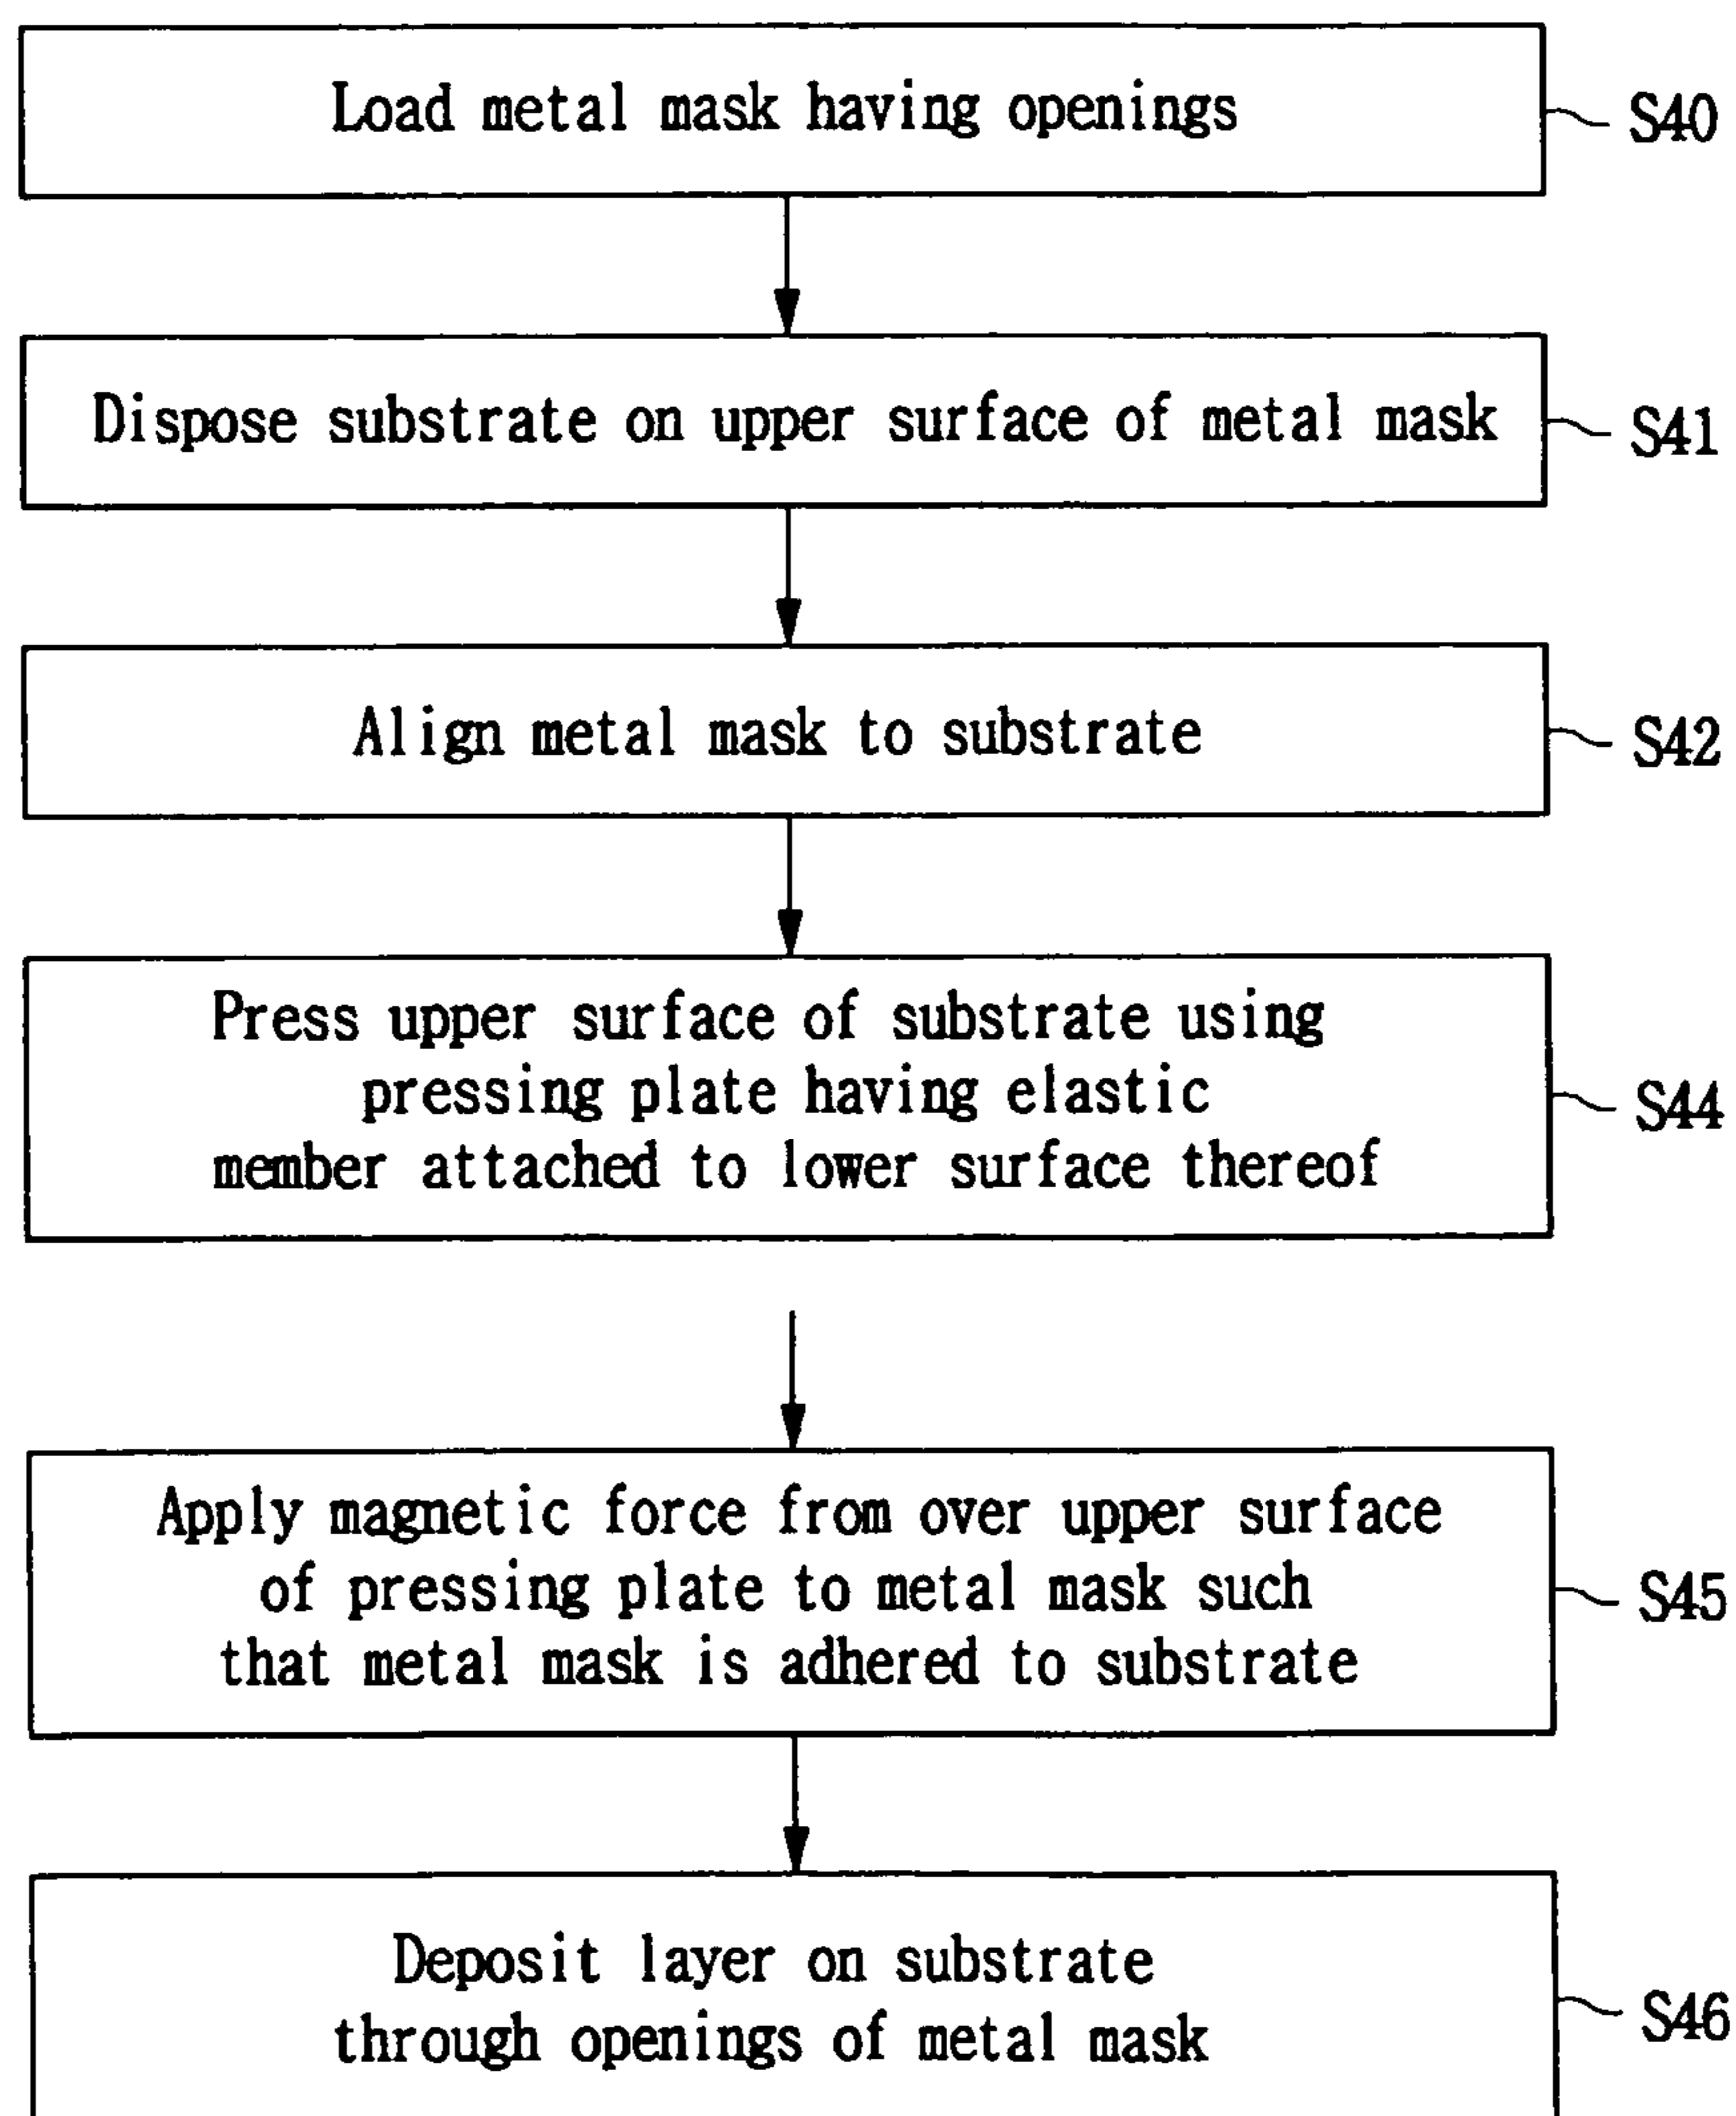 Load metal mask having openings
S40
Dispose substrate on upper surface of metal mask
S41
Align metal mask to substrate
S42
Press upper surface of substrate using
pressing plate having elastic
member attached to lower surface thereof
S44
Apply magnetic force from over upper surface
of pressing plate to metal mask such
that metal mask is adhered to substrate
S45
Deposit layer on substrate
through openings of metal mask
S46